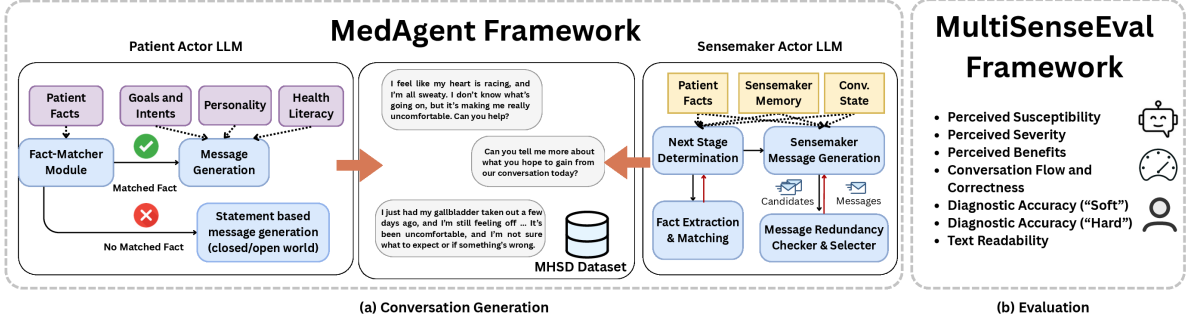 MedAgent Framework
Patient Actor LLM
Patient
Facts
Goals and
Intents
Personality
Health
Literacy
Fact-Matcher
Module
Matched Fact
Message
Generation
No Matched Fact
Statement based
message generation
(closed/open world)
I feel like my heart is racing, and
I'm all sweaty. I don't know what's
going on, but it's making me really
uncomfortable. Can you help?
Can you tell me more about
what you hope to gain from
our conversation today?
I just had my gallbladder taken out a few
days ago, and I'm still feeling off ... It's
been uncomfortable, and I'm not sure
what to expect or if something's wrong.
MHSD Dataset
Sensemaker Actor LLM
Patient
Facts
Sensemaker
Memory
Conv.
State
Next Stage
Determination
Sensemaker
Message Generation
Candidates
Messages
Fact Extraction
& Matching
Message Redundancy
Checker & Selecter
(a) Conversation Generation
MultiSenseEval
Framework
• Perceived Susceptibility
• Perceived Severity
• Perceived Benefits
• Conversation Flow and
Correctness
• Diagnostic Accuracy (“Soft”)
• Diagnostic Accuracy (“Hard”)
• Text Readability
(b) Evaluation